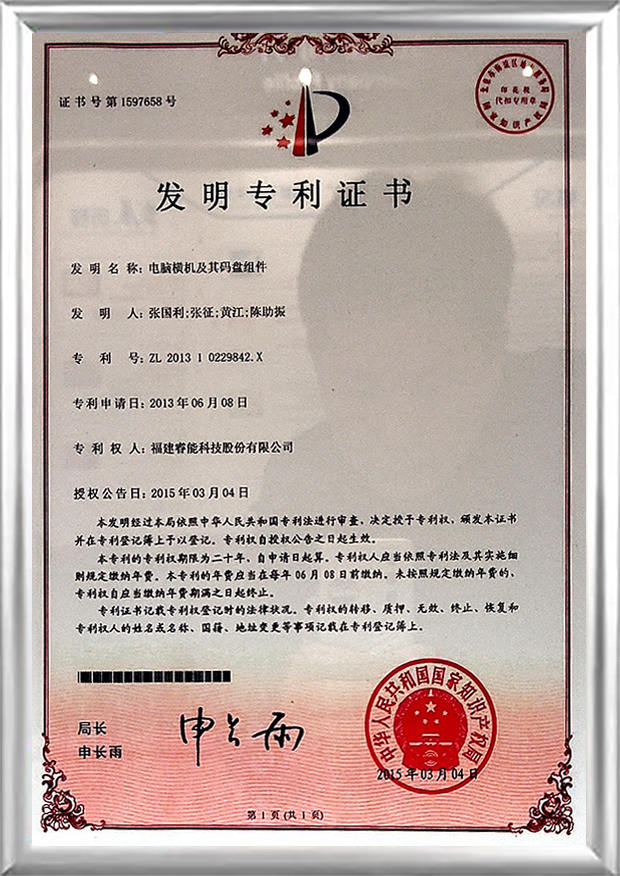 证书号第1597658号
印花税
代扣专用章
国家知识产权局
发明专利证书
发明名称：电脑横机及其码盘组件
发明人：张国利;张征;黄江;陈助振
专利号：ZL 2013 1 0229842.X
专利申请日：2013年06月08日
专利权人：福建睿能科技股份有限公司
授权公告日：2015年03月04日
本发明经过本局依照中华人民共和国专利法进行审查，决定授予专利权，颁发本证书
并在专利登记簿上予以登记。专利权自授权公告之日起生效。
本专利的专利权期限为二十年，自申请日起算。专利权人应当依照专利法及其实施细
则规定缴纳年费。本专利的年费应当在每年06月08日前缴纳。未按照规定缴纳年费的，
专利权自应当缴纳年费期满之日起终止。
专利证书记载专利权登记时的法律状况。专利权的转移、质押、无效、终止、恢复和
专利权人的姓名或名称、国籍、地址变更等事项记载在专利登记簿上。
局长
申长雨
申长雨
中华人民共和国国家知识产权局
2015年03月04日
第1页(共1页)